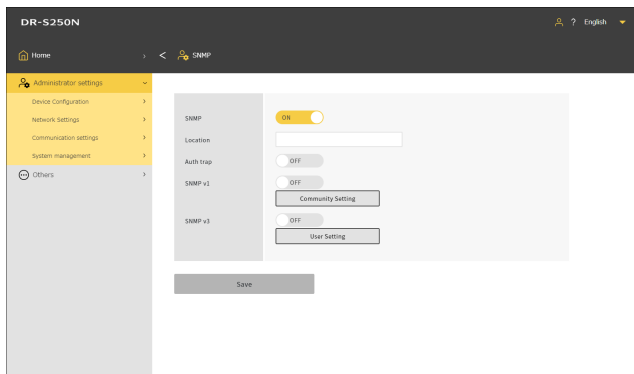 DR-S250N
? English
Home
< SNMP
Administrator settings
Device Configuration
Network Settings
Communication settings
System management
Others
SNMP ON
Location
Auth trap OFF
SNMP v1 OFF
Community Setting
SNMP v3 OFF
User Setting
Save